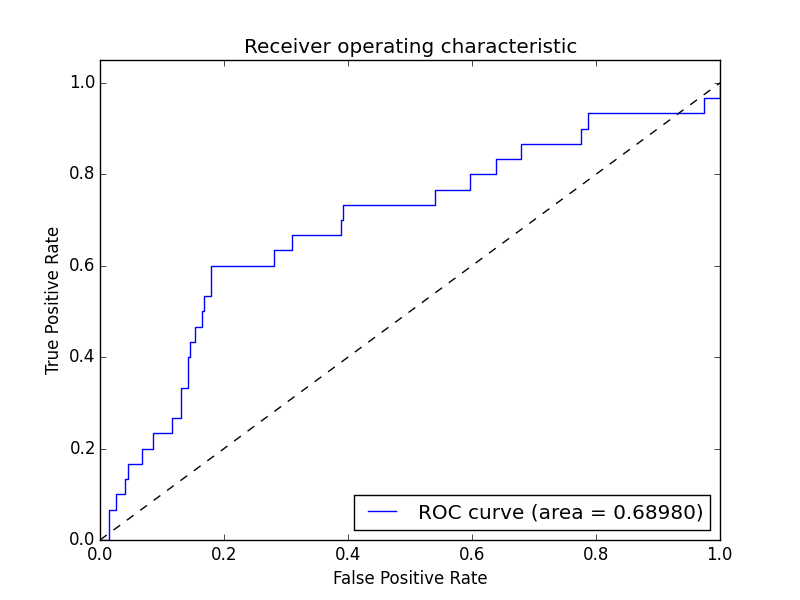 Receiver operating characteristic
1.0
0.8
0.6
0.4
0.2
0.0
True Positive Rate
ROC curve (area = 0.68980)
0.0 0.2 0.4 0.6 0.8 1.0
False Positive Rate